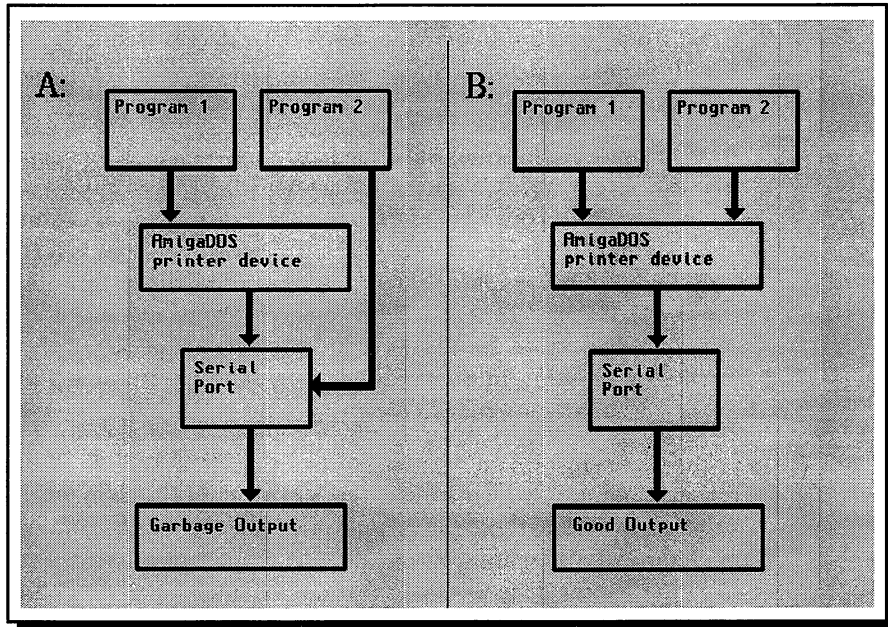 A:
Program 1
Program 2
AmigaDOS
printer device
Serial
Port
Garbage Output
B:
Program 1
Program 2
AmigaDOS
printer device
Serial
Port
Good Output